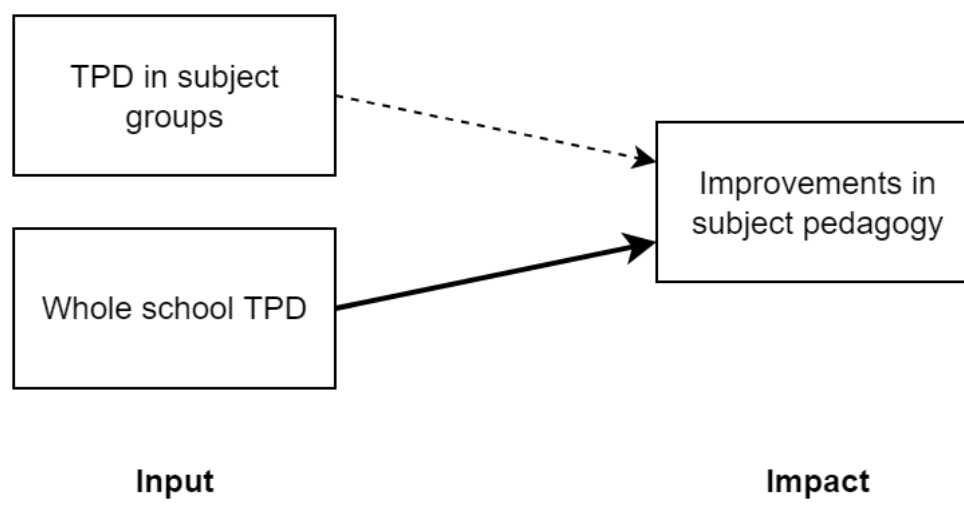 TPD in subject
groups
Improvements in
subject pedagogy
Whole school TPD
Input
Impact